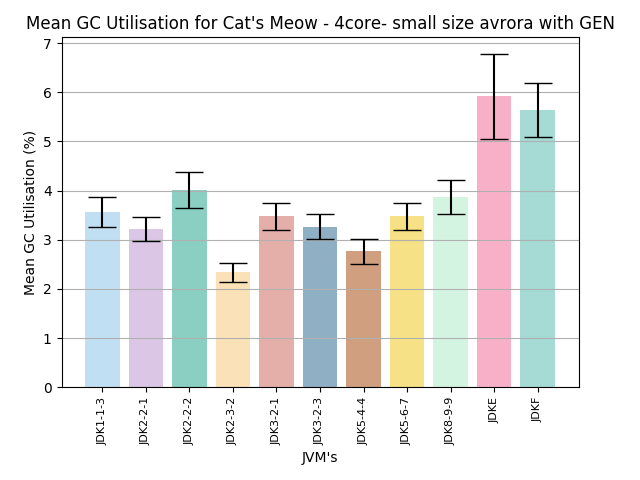 Mean GC Utilisation for Cat's Meow - 4core- small size avrora with GEN
Mean GC Utilisation (%)
7
6
5
4
3
2
1
0
JDK1-1-3
JDK2-2-1
JDK2-2-2
JDK2-3-2
JDK3-2-1
JDK3-2-3
JDK5-4-4
JDK5-6-7
JDK8-9-9
JDKE
JDKF
JVM's